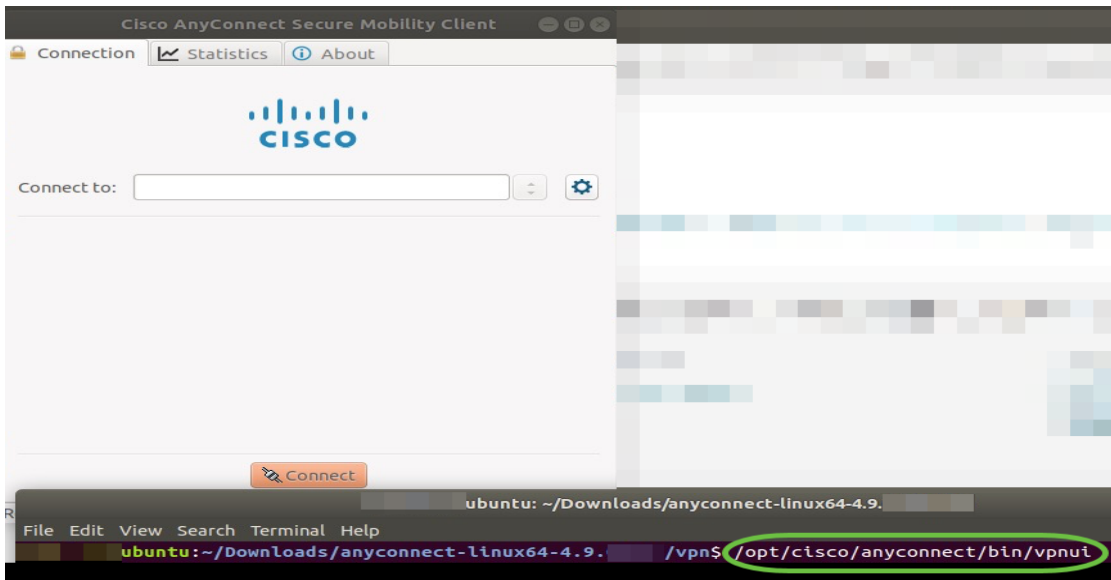 Cisco AnyConnect Secure Mobility Client
Connection Statistics About
CISCO
Connect to:
Connect
ubuntu: ~/Downloads/anyconnect-linux64-4.9.
File Edit View Search Terminal Help
ubuntu:~/Downloads/anyconnect-linux64-4.9. /vpn$ /opt/cisco/anyconnect/bin/vpnui